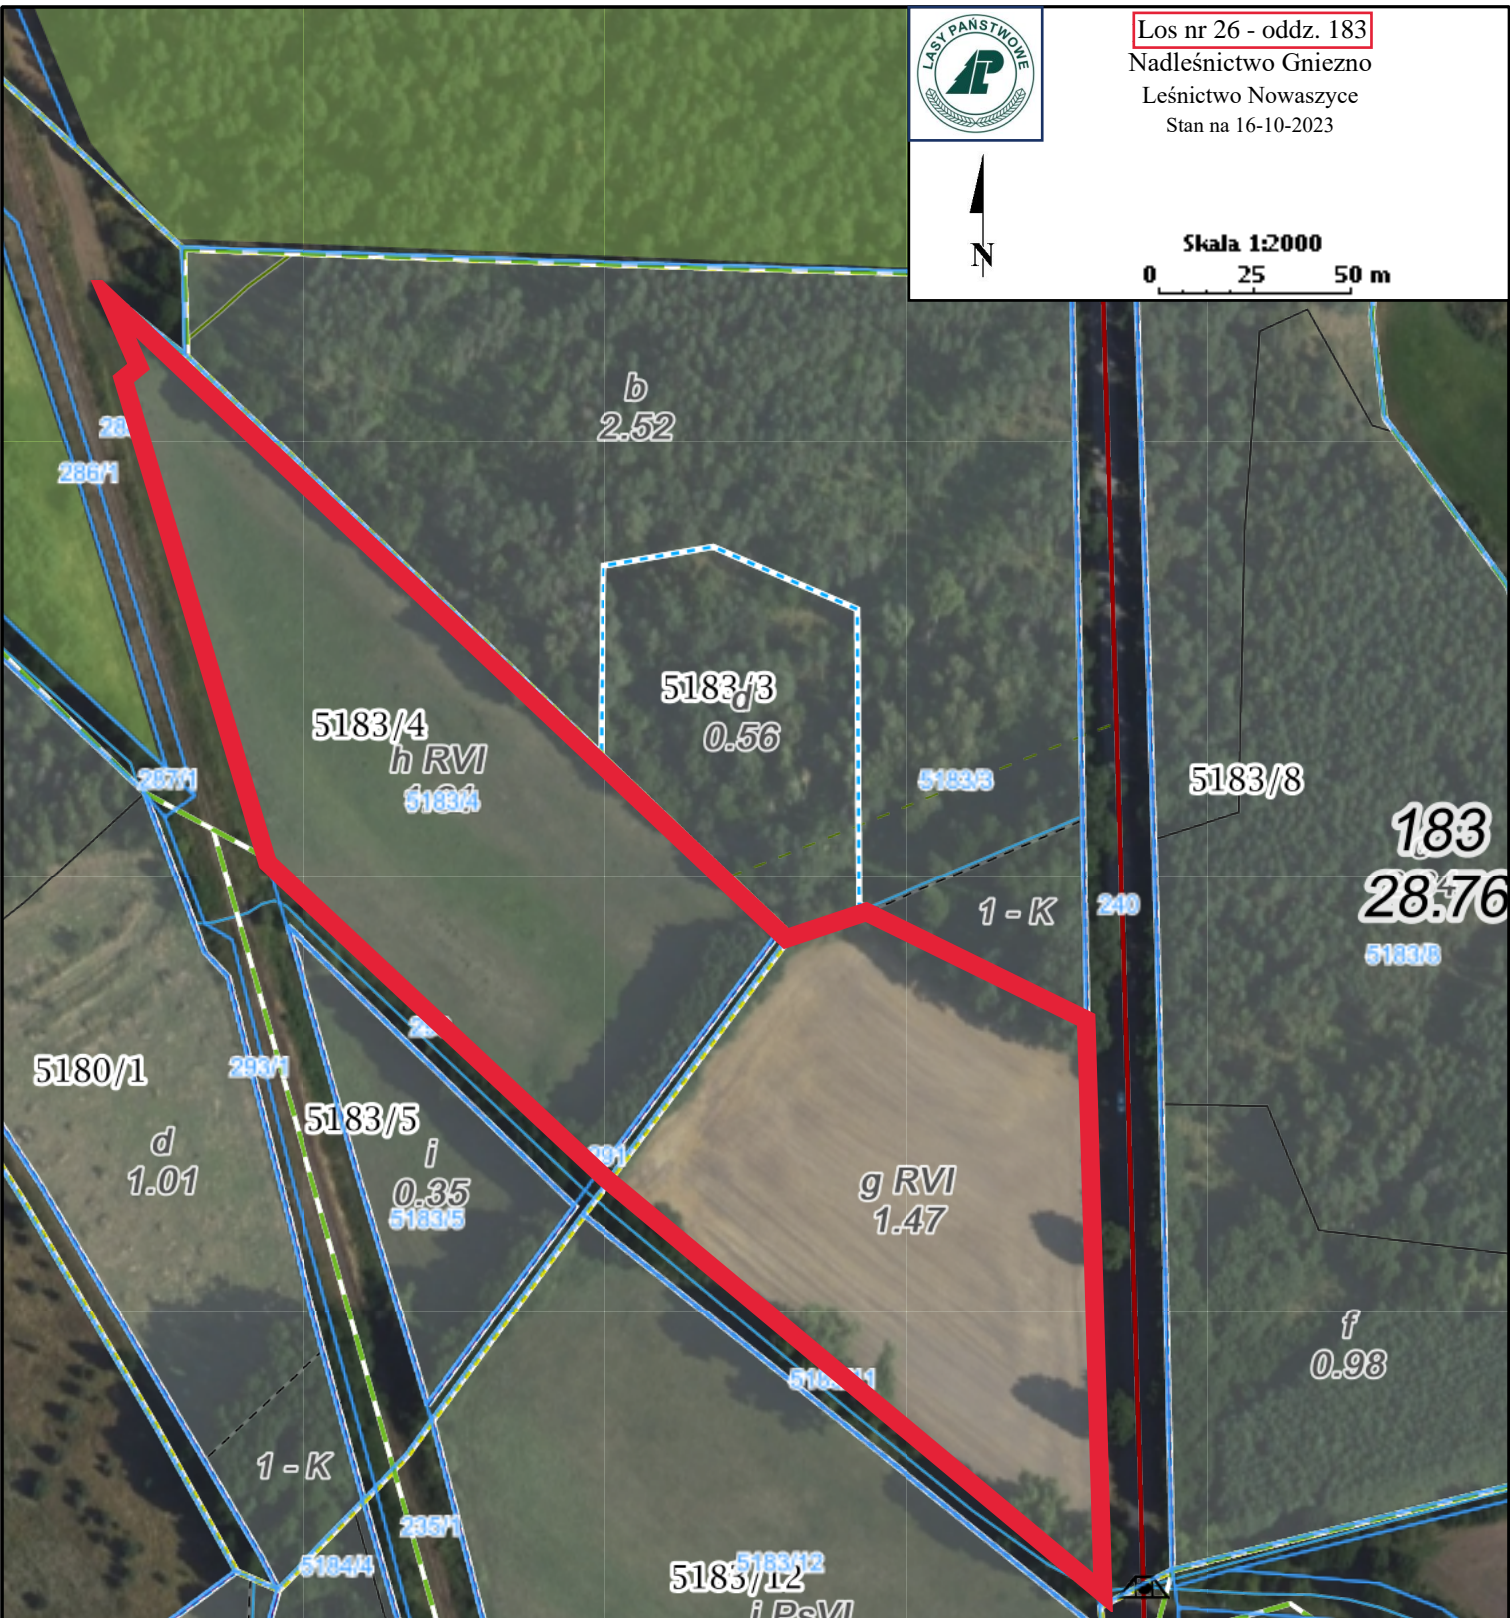 LASY PAŃSTWOWE
Los nr 26 - oddz. 183
Nadleśnictwo Gniezno
Leśnictwo Nowaszyce
Stan na 16-10-2023
N
Skala 1:2000
0 25 50 m
b
2.52
286/1
5183/3
d
0.56
5183/4
h RVI
5183/4
287/1
5183/3
5183/8
183
28.76
1 - K
240
5183/8
293/1
5180/1
5183/5
d
1.01
i
0.35
5183/5
291
g RVI
1.47
f
0.98
1 - K
235/1
5184/4
5183/12
5183/12
j PsVI